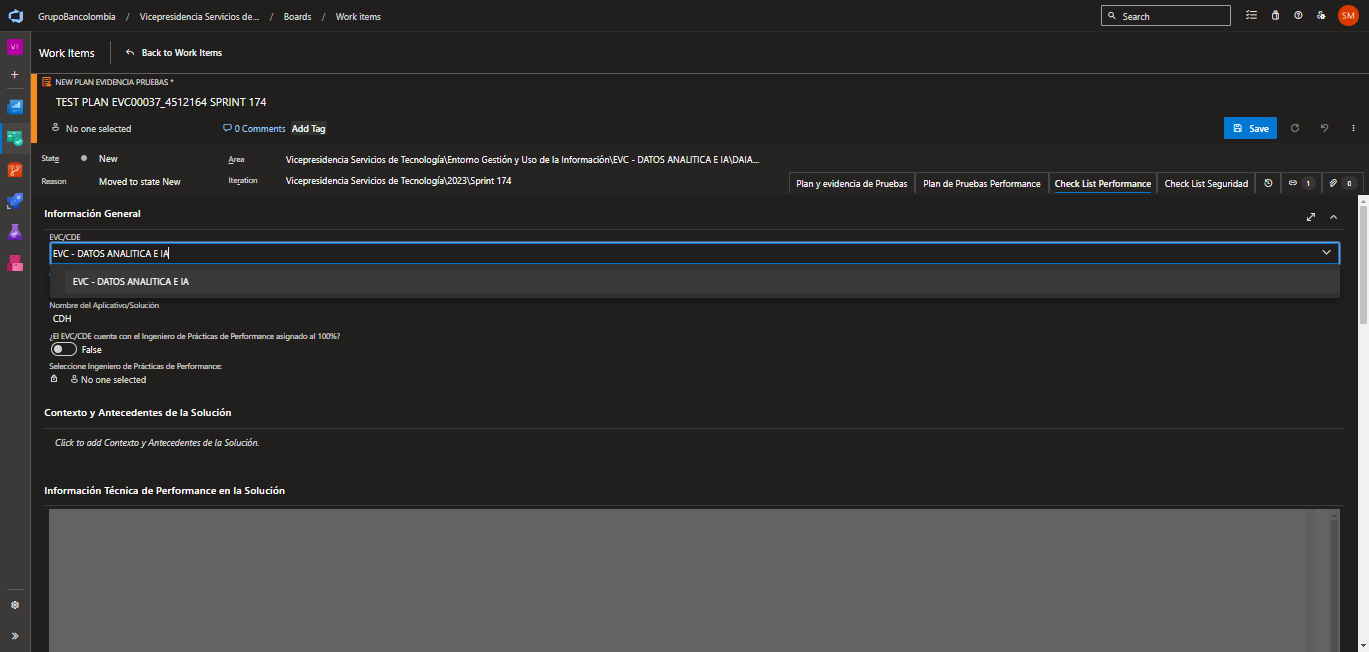 GrupoBancolombia / Vicepresidencia Servicios de... / Boards / Work items
Search
SM
VT
Work Items
Back to Work Items
NEW PLAN EVIDENCIA PRUEBAS *
TEST PLAN EVC00037_4512164 SPRINT 174
No one selected
0 Comments
Add Tag
Save
State
New
Area
Vicepresidencia Servicios de Tecnología\Entorno Gestión y Uso de la Información\EVC - DATOS ANALITICA E IA\DAIA...
Reason
Moved to state New
Iteration
Vicepresidencia Servicios de Tecnología\2023\Sprint 174
Plan y evidencia de Pruebas
Plan de Pruebas Performance
Check List Performance
Check List Seguridad
1
0
Información General
EVC/CDE
EVC - DATOS ANALITICA E IA
EVC - DATOS ANALITICA E IA
Nombre del Aplicativo/Solución
CDH
¿El EVC/CDE cuenta con el Ingeniero de Prácticas de Performance asignado al 100%?
False
Seleccione Ingeniero de Prácticas de Performance:
No one selected
Contexto y Antecedentes de la Solución
Click to add Contexto y Antecedentes de la Solución.
Información Técnica de Performance en la Solución